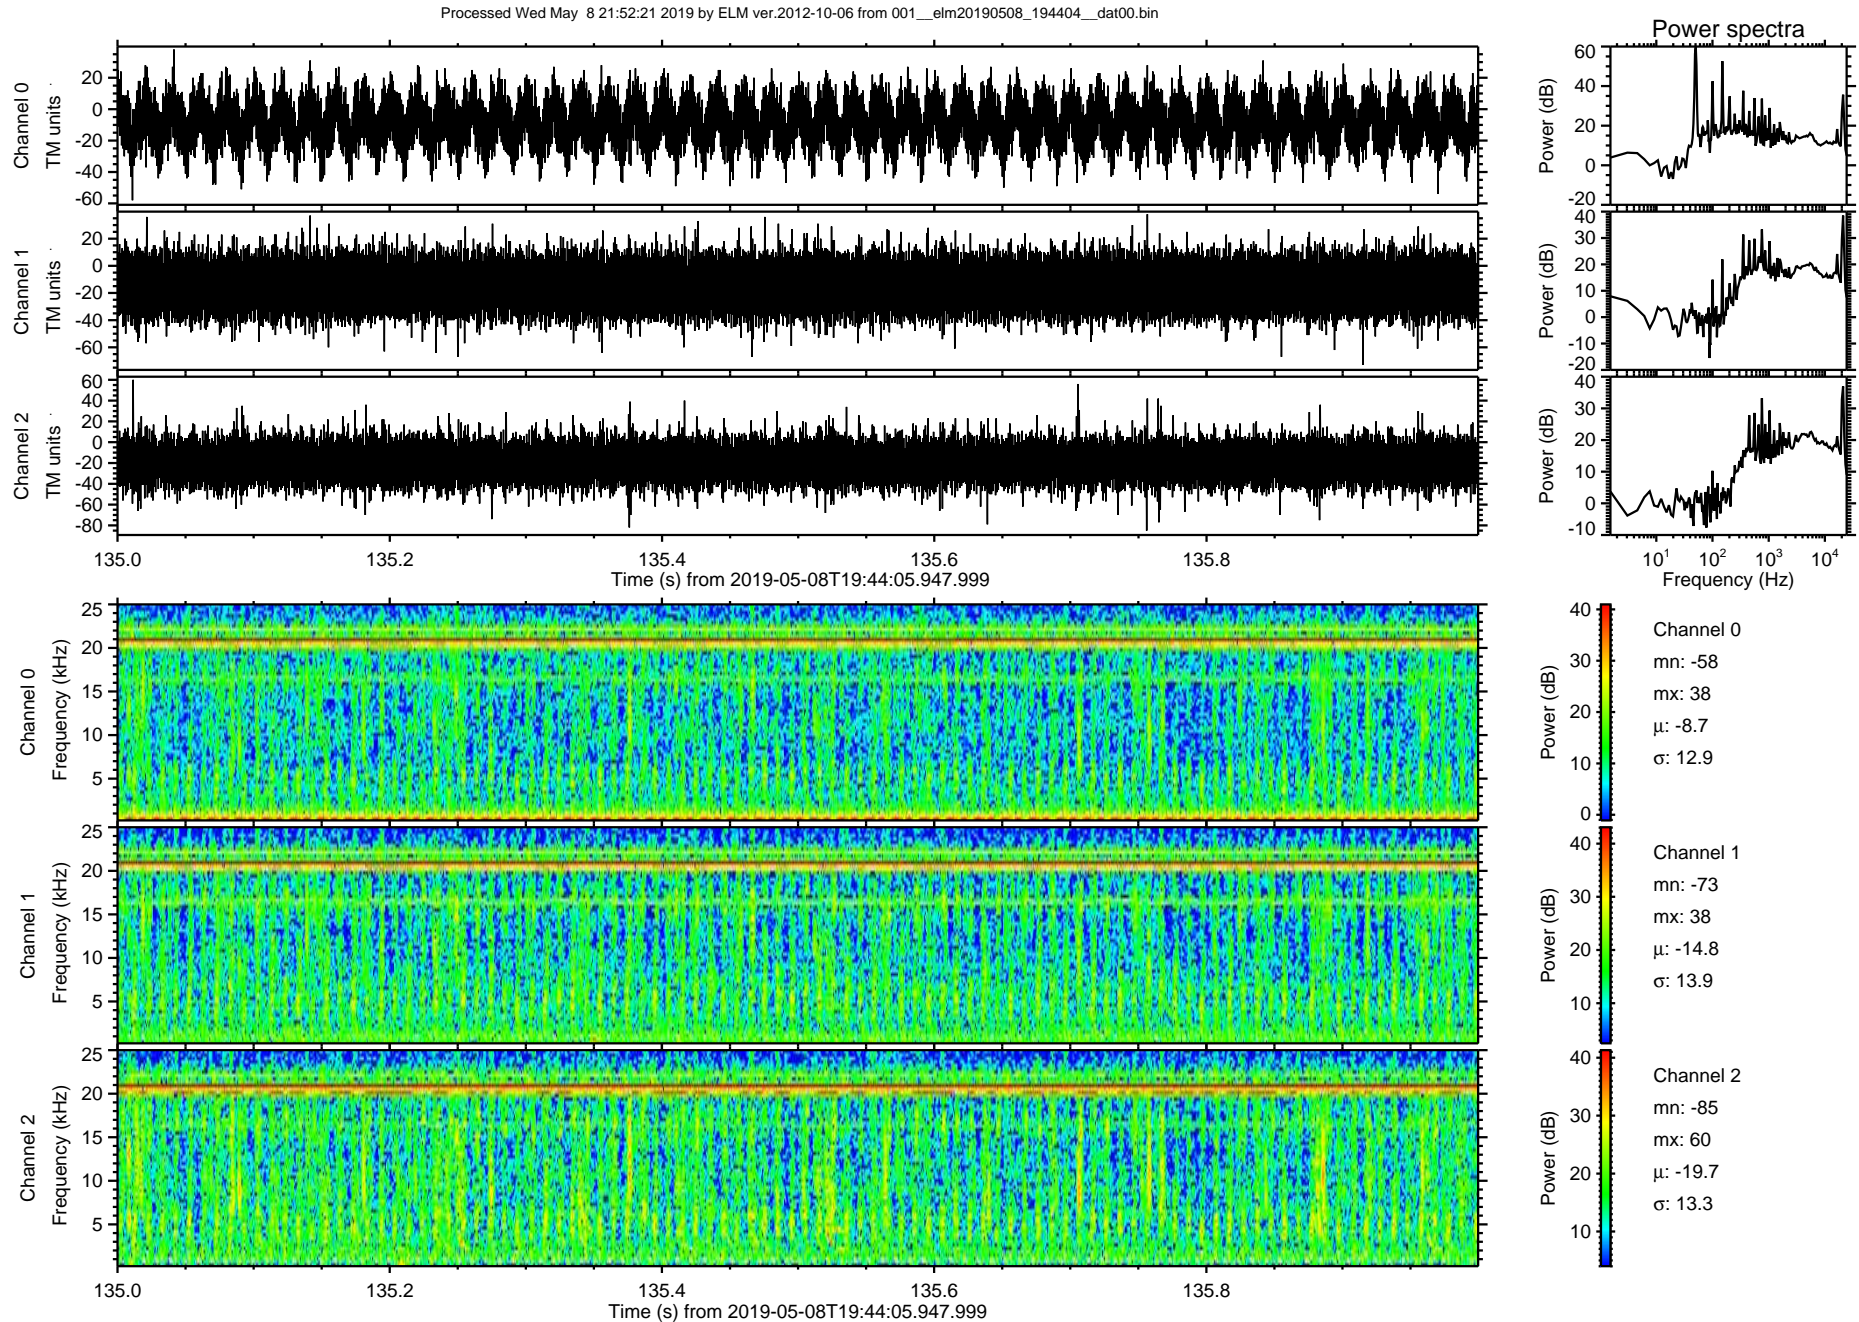 Processed Wed May  8 21:52:21 2019 by ELM ver.2012-10-06 from 001__elm20190508_194404__dat00.bin
Power spectra
Channel 0
TM units
20
0
-20
-40
-60
Power (dB)
60
40
20
0
-20
Channel 1
TM units
20
0
-20
-40
-60
Power (dB)
40
30
20
10
0
-10
-20
Channel 2
TM units
60
40
20
0
-20
-40
-60
-80
Power (dB)
40
30
20
10
0
-10
135.0 135.2 135.4 135.6 135.8
Time (s) from 2019-05-08T19:44:05.947.999
10¹ 10² 10³ 10⁴
Frequency (Hz)
Channel 0
Frequency (kHz)
25
20
15
10
5
Power (dB)
40
30
20
10
0
Channel 0
mn: -58
mx: 38
μ: -8.7
σ: 12.9
Channel 1
Frequency (kHz)
25
20
15
10
5
Power (dB)
40
30
20
10
Channel 1
mn: -73
mx: 38
μ: -14.8
σ: 13.9
Channel 2
Frequency (kHz)
25
20
15
10
5
Power (dB)
40
30
20
10
Channel 2
mn: -85
mx: 60
μ: -19.7
σ: 13.3
135.0 135.2 135.4 135.6 135.8
Time (s) from 2019-05-08T19:44:05.947.999